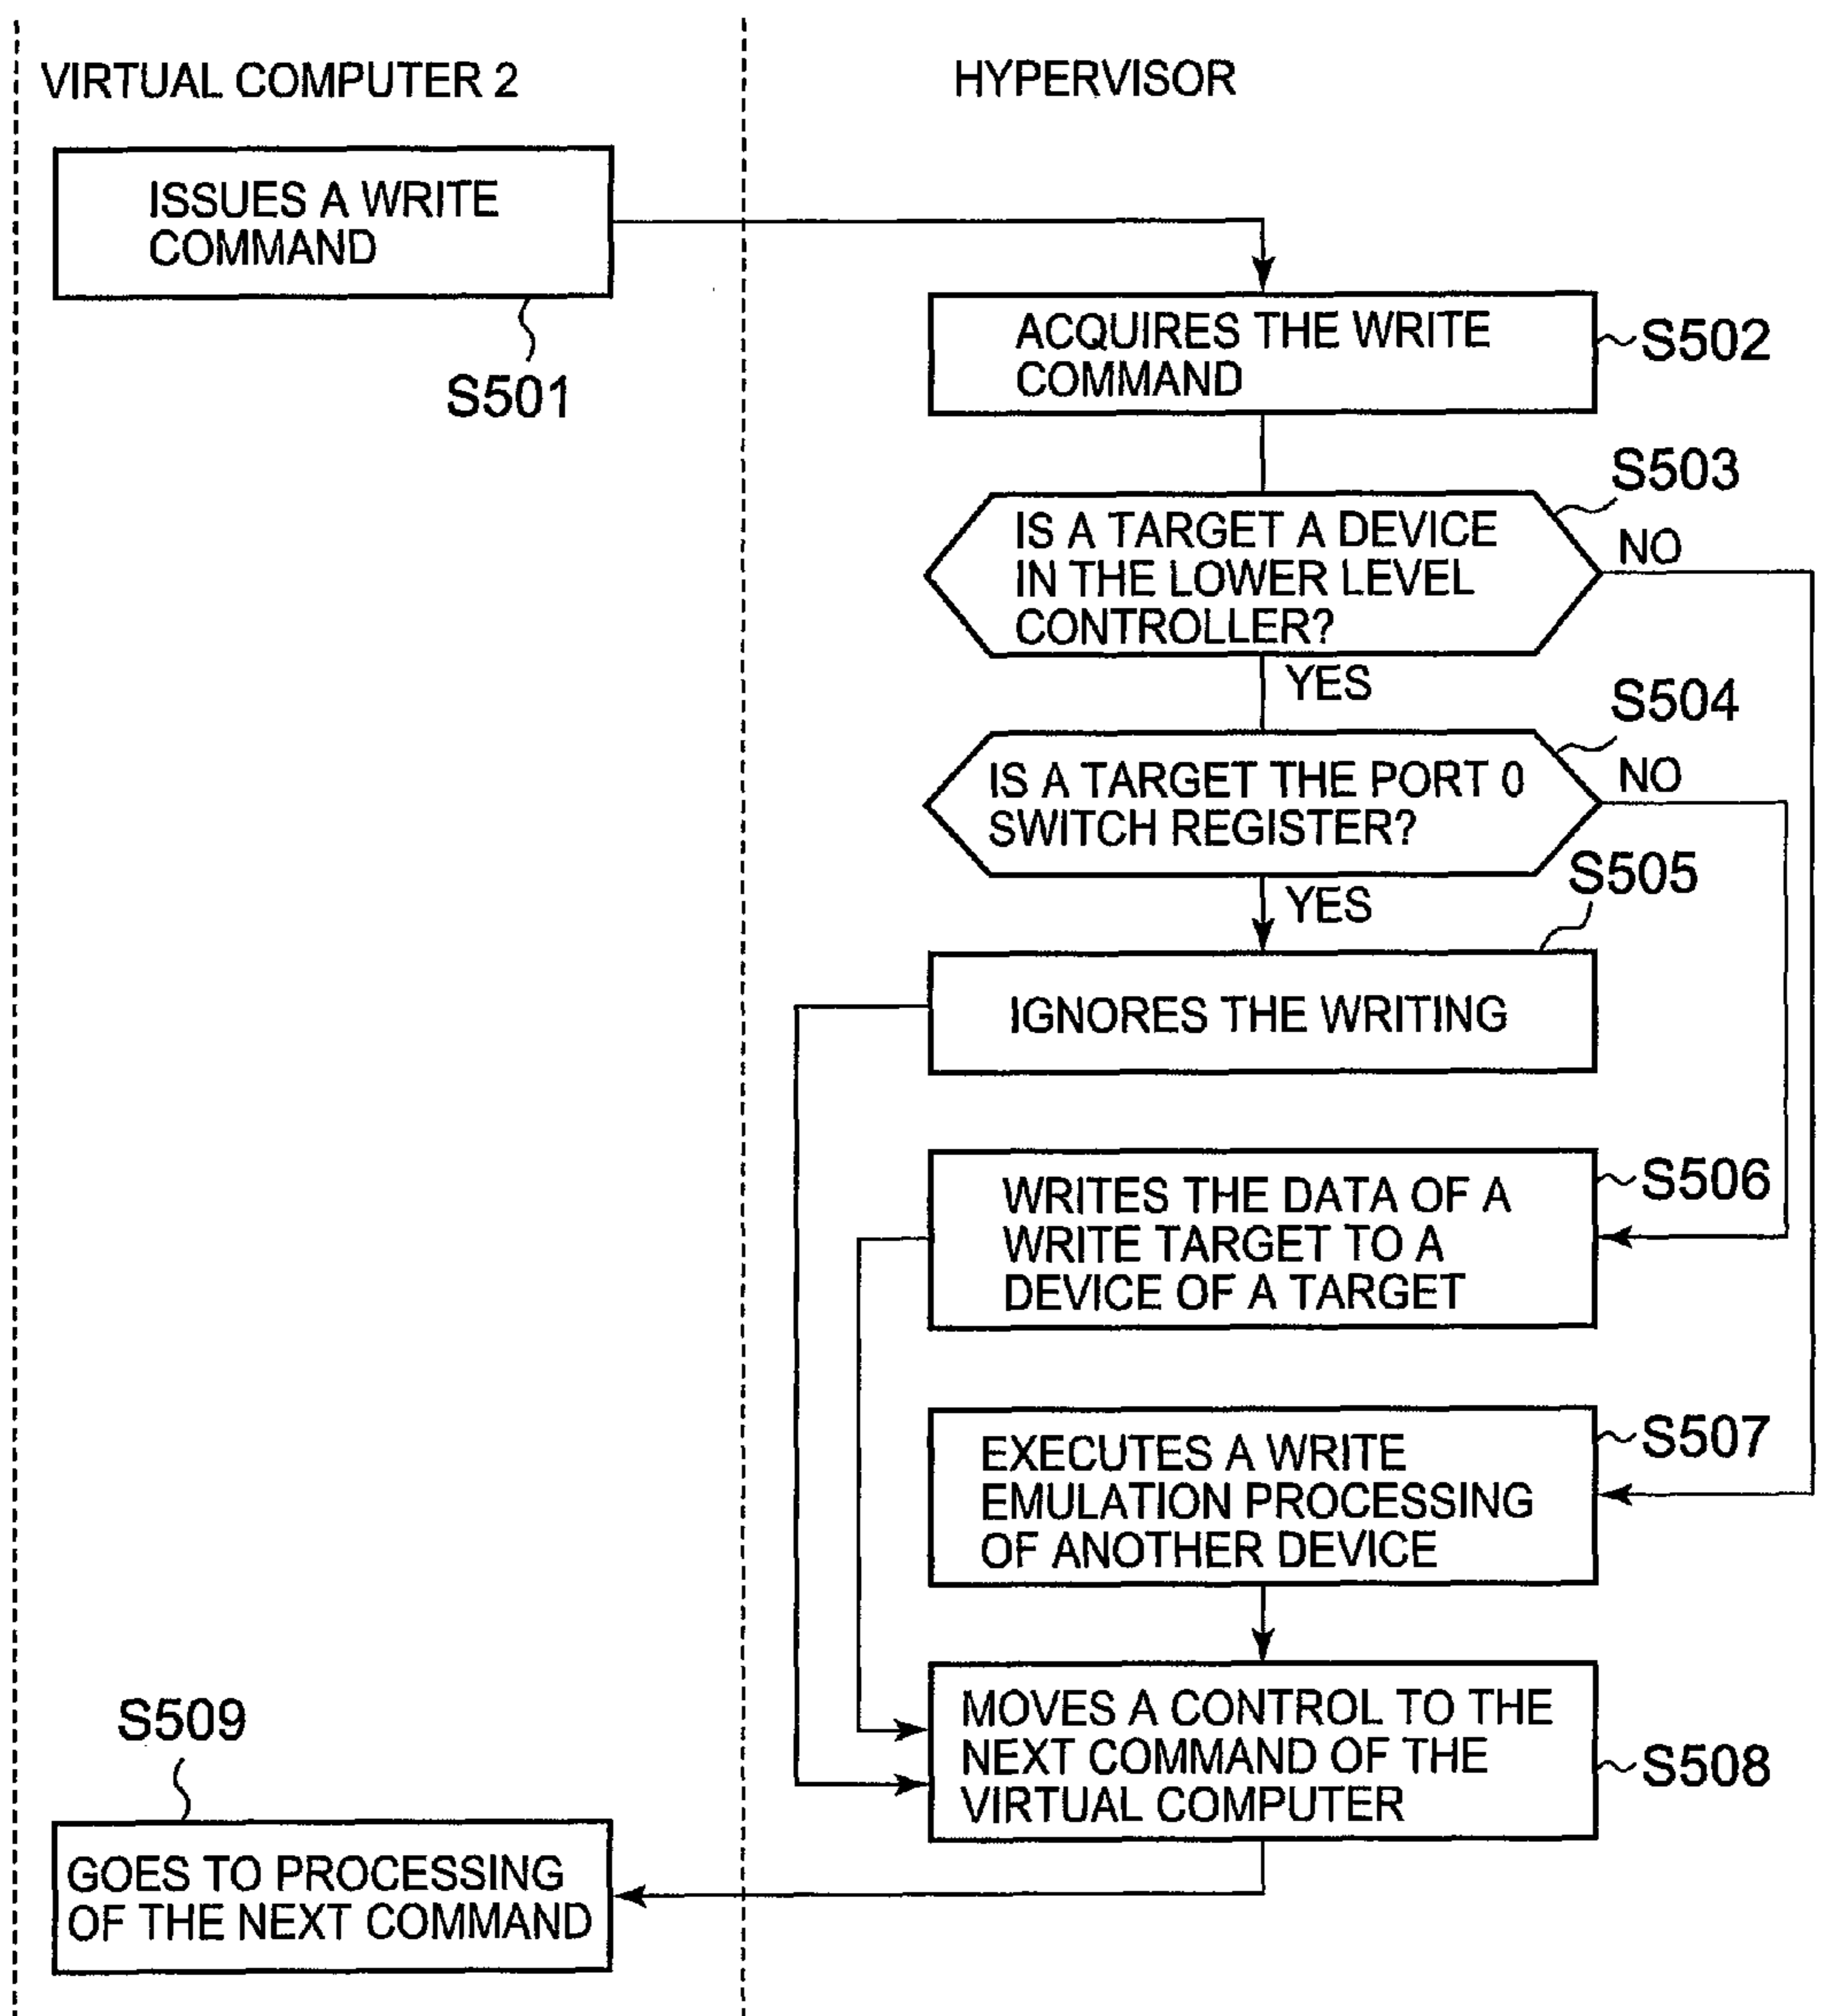 VIRTUAL COMPUTER 2
HYPERVISOR
ISSUES A WRITE
COMMAND
S501
ACQUIRES THE WRITE
COMMAND
S502
S503
IS A TARGET A DEVICE
IN THE LOWER LEVEL
CONTROLLER?
NO
YES
S504
IS A TARGET THE PORT 0
SWITCH REGISTER?
NO
YES
S505
IGNORES THE WRITING
S506
WRITES THE DATA OF A
WRITE TARGET TO A
DEVICE OF A TARGET
S507
EXECUTES A WRITE
EMULATION PROCESSING
OF ANOTHER DEVICE
MOVES A CONTROL TO THE
NEXT COMMAND OF THE
VIRTUAL COMPUTER
S508
S509
GOES TO PROCESSING
OF THE NEXT COMMAND